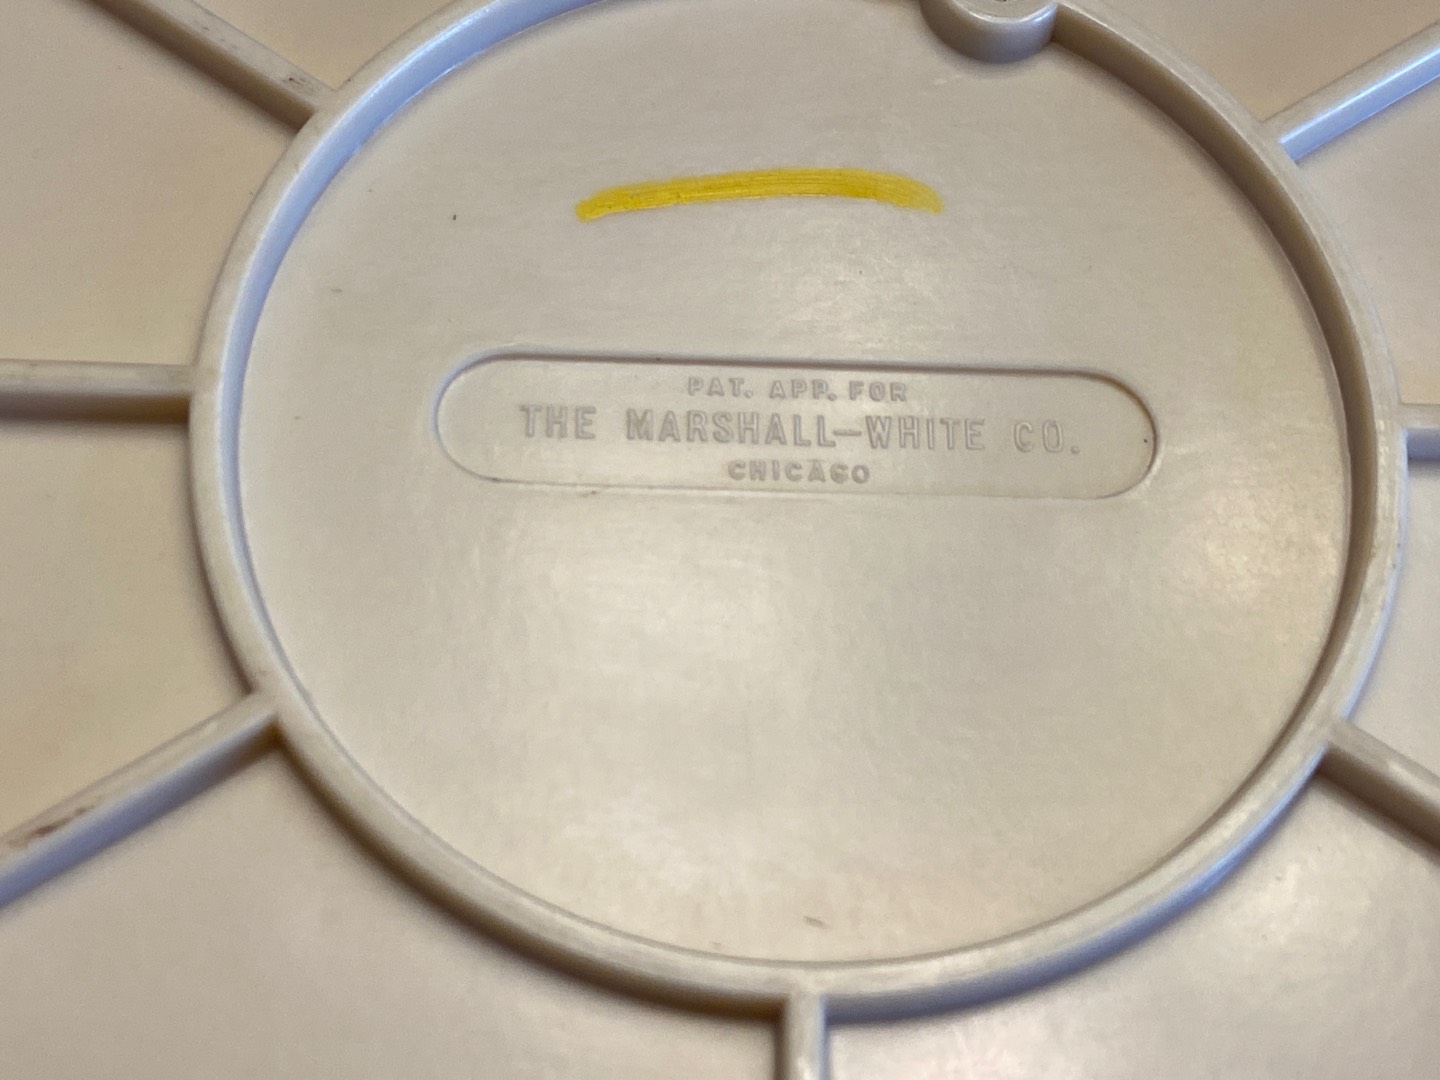 PAT. APP. FOR
THE MARSHALL-WHITE CO.
CHICAGO